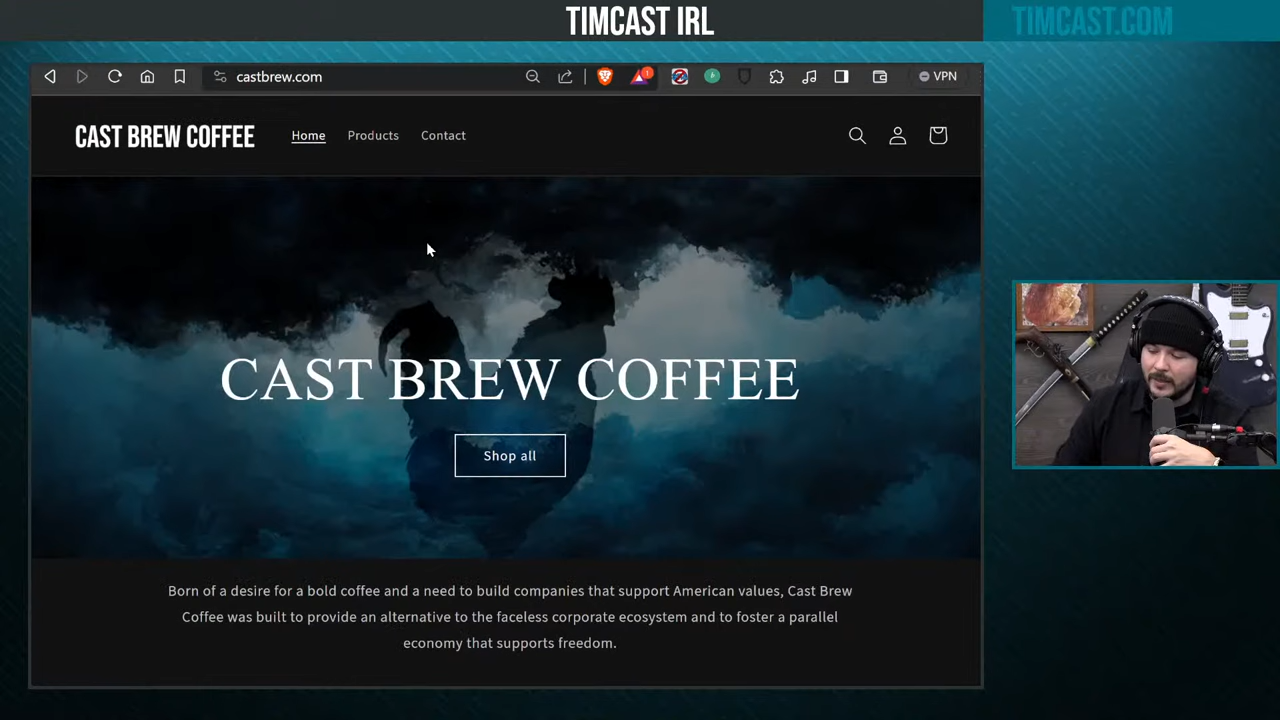 TIMCAST IRL
TIMCAST.COM
castbrew.com
1
VPN
CAST BREW COFFEE
Home
Products
Contact
CAST BREW COFFEE
Shop all
Born of a desire for a bold coffee and a need to build companies that support American values, Cast Brew
Coffee was built to provide an alternative to the faceless corporate ecosystem and to foster a parallel
economy that supports freedom.